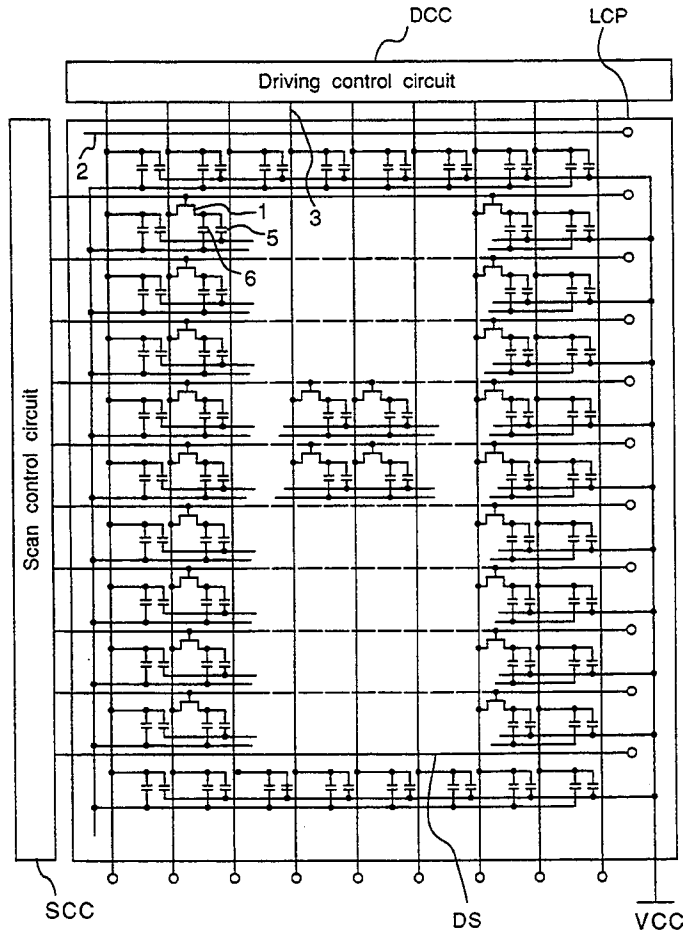 DCC
LCP
Driving control circuit
2
1
3
5
6
Scan control circuit
SCC
DS
VCC